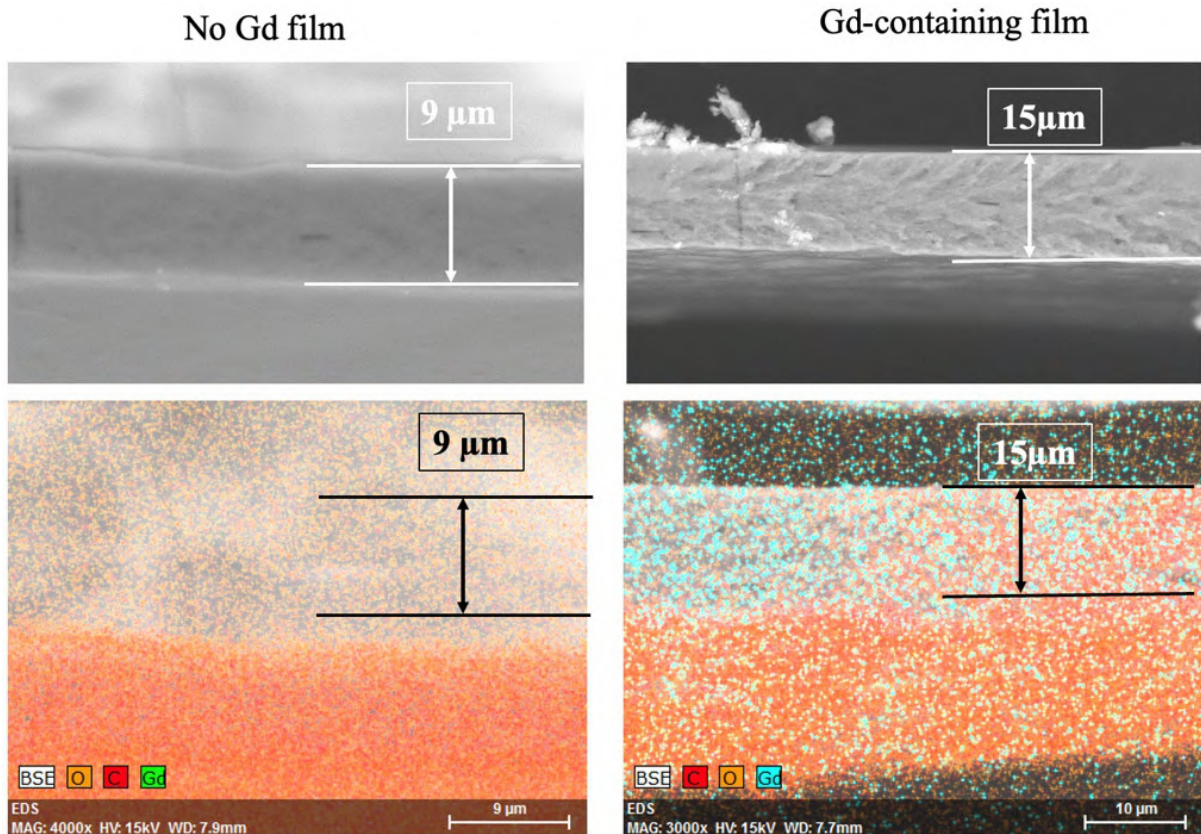 No Gd film
Gd-containing film
9 μm
15μm
9 μm
15μm
BSE O C Gd
EDS
9 μm
MAG: 4000x HV: 15kV WD: 7.9mm
BSE C O Gd
EDS
10 μm
MAG: 3000x HV: 15kV WD: 7.7mm